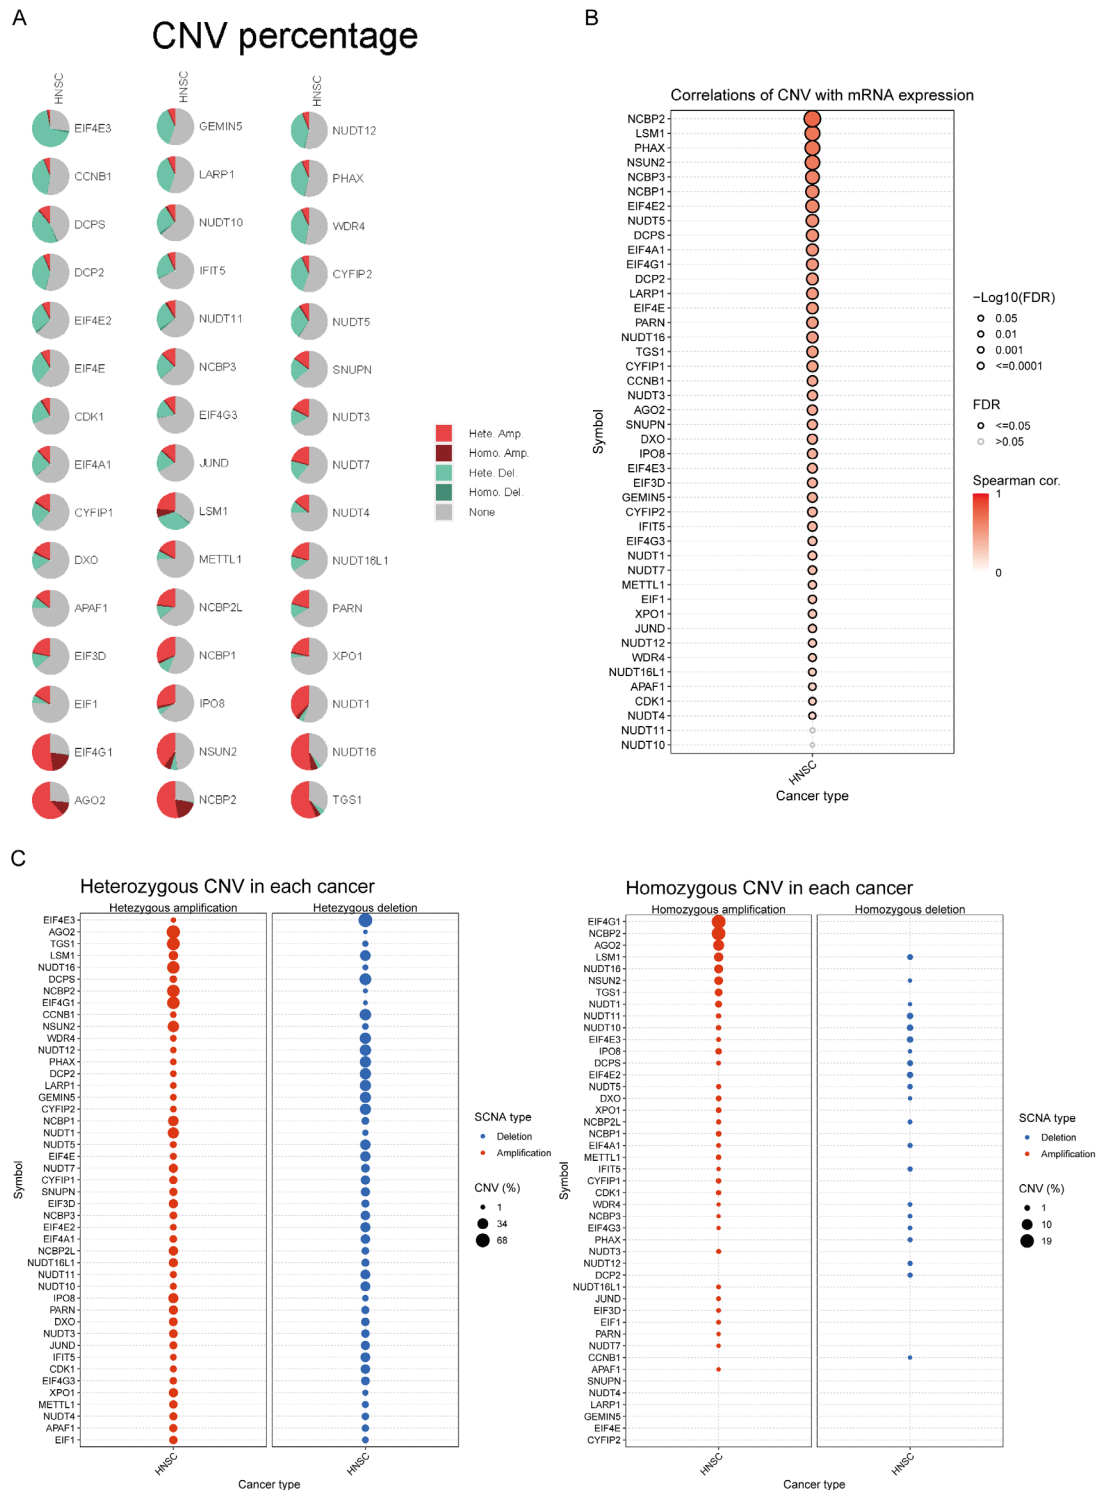 A
CNV percentage
HNSC
HNSC
HNSC
EIF4E3
GEMIN5
NUDT12
CCNB1
LARP1
PHAX
DCPS
NUDT10
WDR4
DCP2
IFIT5
CYFIP2
EIF4E2
NUDT11
NUDT5
EIF4E
NCBP3
SNUPN
CDK1
EIF4G3
NUDT3
EIF4A1
JUND
NUDT7
CYFIP1
LSM1
NUDT4
DXO
METTL1
NUDT16L1
APAF1
NCBP2L
PARN
EIF3D
NCBP1
XPO1
EIF1
IPO8
NUDT1
EIF4G1
NSUN2
NUDT16
AGO2
NCBP2
TGS1
Hete. Amp.
Homo. Amp.
Hete. Del.
Homo. Del.
None
B
Correlations of CNV with mRNA expression
Symbol
NCBP2
LSM1
PHAX
NSUN2
NCBP3
NCBP1
EIF4E2
NUDT5
DCPS
EIF4A1
EIF4G1
DCP2
LARP1
EIF4E
PARN
NUDT16
TGS1
CYFIP1
CCNB1
NUDT3
AGO2
SNUPN
DXO
IPO8
EIF4E3
EIF3D
GEMIN5
CYFIP2
IFIT5
EIF4G3
NUDT1
NUDT7
METTL1
EIF1
XPO1
JUND
NUDT12
WDR4
NUDT16L1
APAF1
CDK1
NUDT4
NUDT11
NUDT10
HNSC
Cancer type
−Log10(FDR)
0.05
0.01
0.001
<=0.0001
FDR
<=0.05
>0.05
Spearman cor.
1
0
C
Heterozygous CNV in each cancer
Hetezygous amplification
Hetezygous deletion
Symbol
EIF4E3
AGO2
TGS1
LSM1
NUDT16
DCPS
NCBP2
EIF4G1
CCNB1
NSUN2
WDR4
NUDT12
PHAX
DCP2
LARP1
GEMIN5
CYFIP2
NCBP1
NUDT1
NUDT5
EIF4E
NUDT7
CYFIP1
SNUPN
EIF3D
NCBP3
EIF4E2
EIF4A1
NCBP2L
NUDT16L1
NUDT11
NUDT10
IPO8
PARN
DXO
NUDT3
JUND
IFIT5
CDK1
EIF4G3
XPO1
METTL1
NUDT4
APAF1
EIF1
HNSC
HNSC
Cancer type
SCNA type
Deletion
Amplification
CNV (%)
1
34
68
Homozygous CNV in each cancer
Homozygous amplification
Homozygous deletion
Symbol
EIF4G1
NCBP2
AGO2
LSM1
NUDT16
NSUN2
TGS1
NUDT1
NUDT11
NUDT10
EIF4E3
IPO8
DCPS
EIF4E2
NUDT5
DXO
XPO1
NCBP2L
NCBP1
EIF4A1
METTL1
IFIT5
CYFIP1
CDK1
WDR4
NCBP3
EIF4G3
PHAX
NUDT3
NUDT12
DCP2
NUDT16L1
JUND
EIF3D
EIF1
PARN
NUDT7
CCNB1
APAF1
SNUPN
NUDT4
LARP1
GEMIN5
EIF4E
CYFIP2
HNSC
HNSC
Cancer type
SCNA type
Deletion
Amplification
CNV (%)
1
10
19